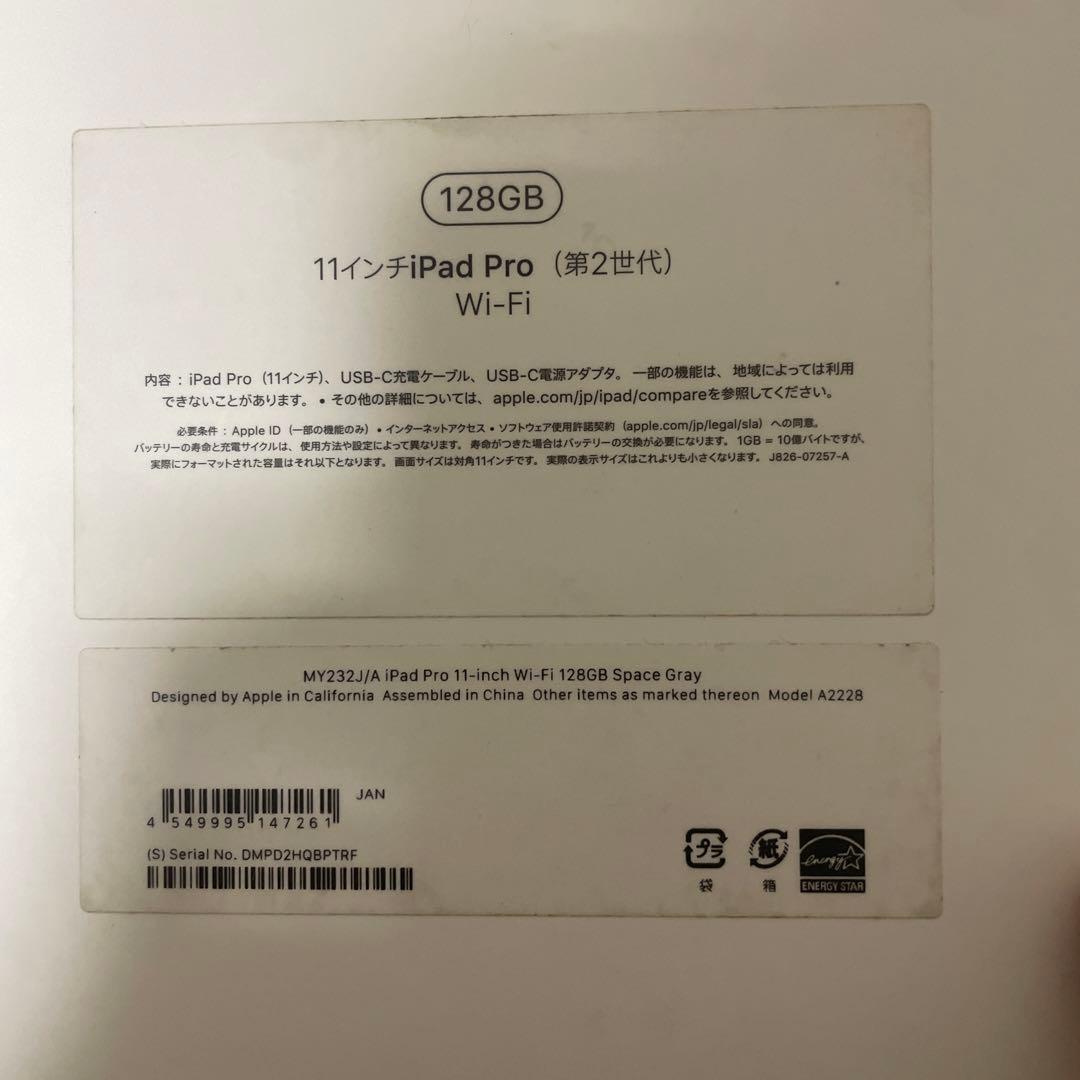 128GB
11インチiPad Pro（第2世代）
Wi-Fi
内容：iPad Pro（11インチ）、USB-C充電ケーブル、USB-C電源アダプタ。一部の機能は、地域によっては利用
できないことがあります。• その他の詳細については、apple.com/jp/ipad/compareを参照してください。
必要条件：Apple ID（一部の機能のみ）• インターネットアクセス • ソフトウェア使用許諾契約（apple.com/jp/legal/sla）への同意。
バッテリーの寿命と充電サイクルは、使用方法や設定によって異なります。寿命がつきた場合はバッテリーの交換が必要になります。1GB = 10億バイトですが、
実際にフォーマットされた容量はそれ以下となります。画面サイズは対角11インチです。実際の表示サイズはこれよりも小さくなります。J826-07257-A
MY232J/A iPad Pro 11-inch Wi-Fi 128GB Space Gray
Designed by Apple in California Assembled in China Other items as marked thereon Model A2228
JAN
4 549995 147261
(S) Serial No. DMPD2HQBPTRF
プラ 紙 energy
袋 箱 ENERGY STAR